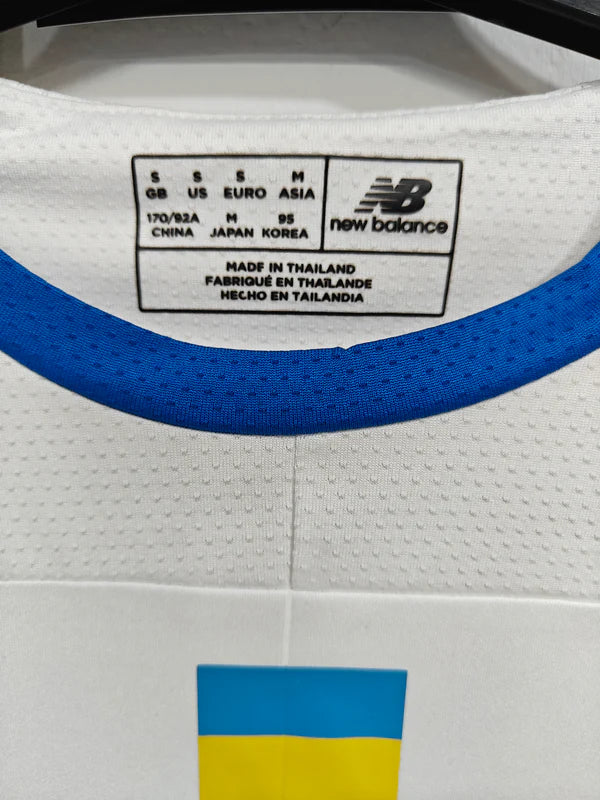 S S S M
GB US EURO ASIA
170/92A M 95
CHINA JAPAN KOREA
NB
new balance
MADE IN THAILAND
FABRIQUÉ EN THAÏLANDE
HECHO EN TAILANDIA